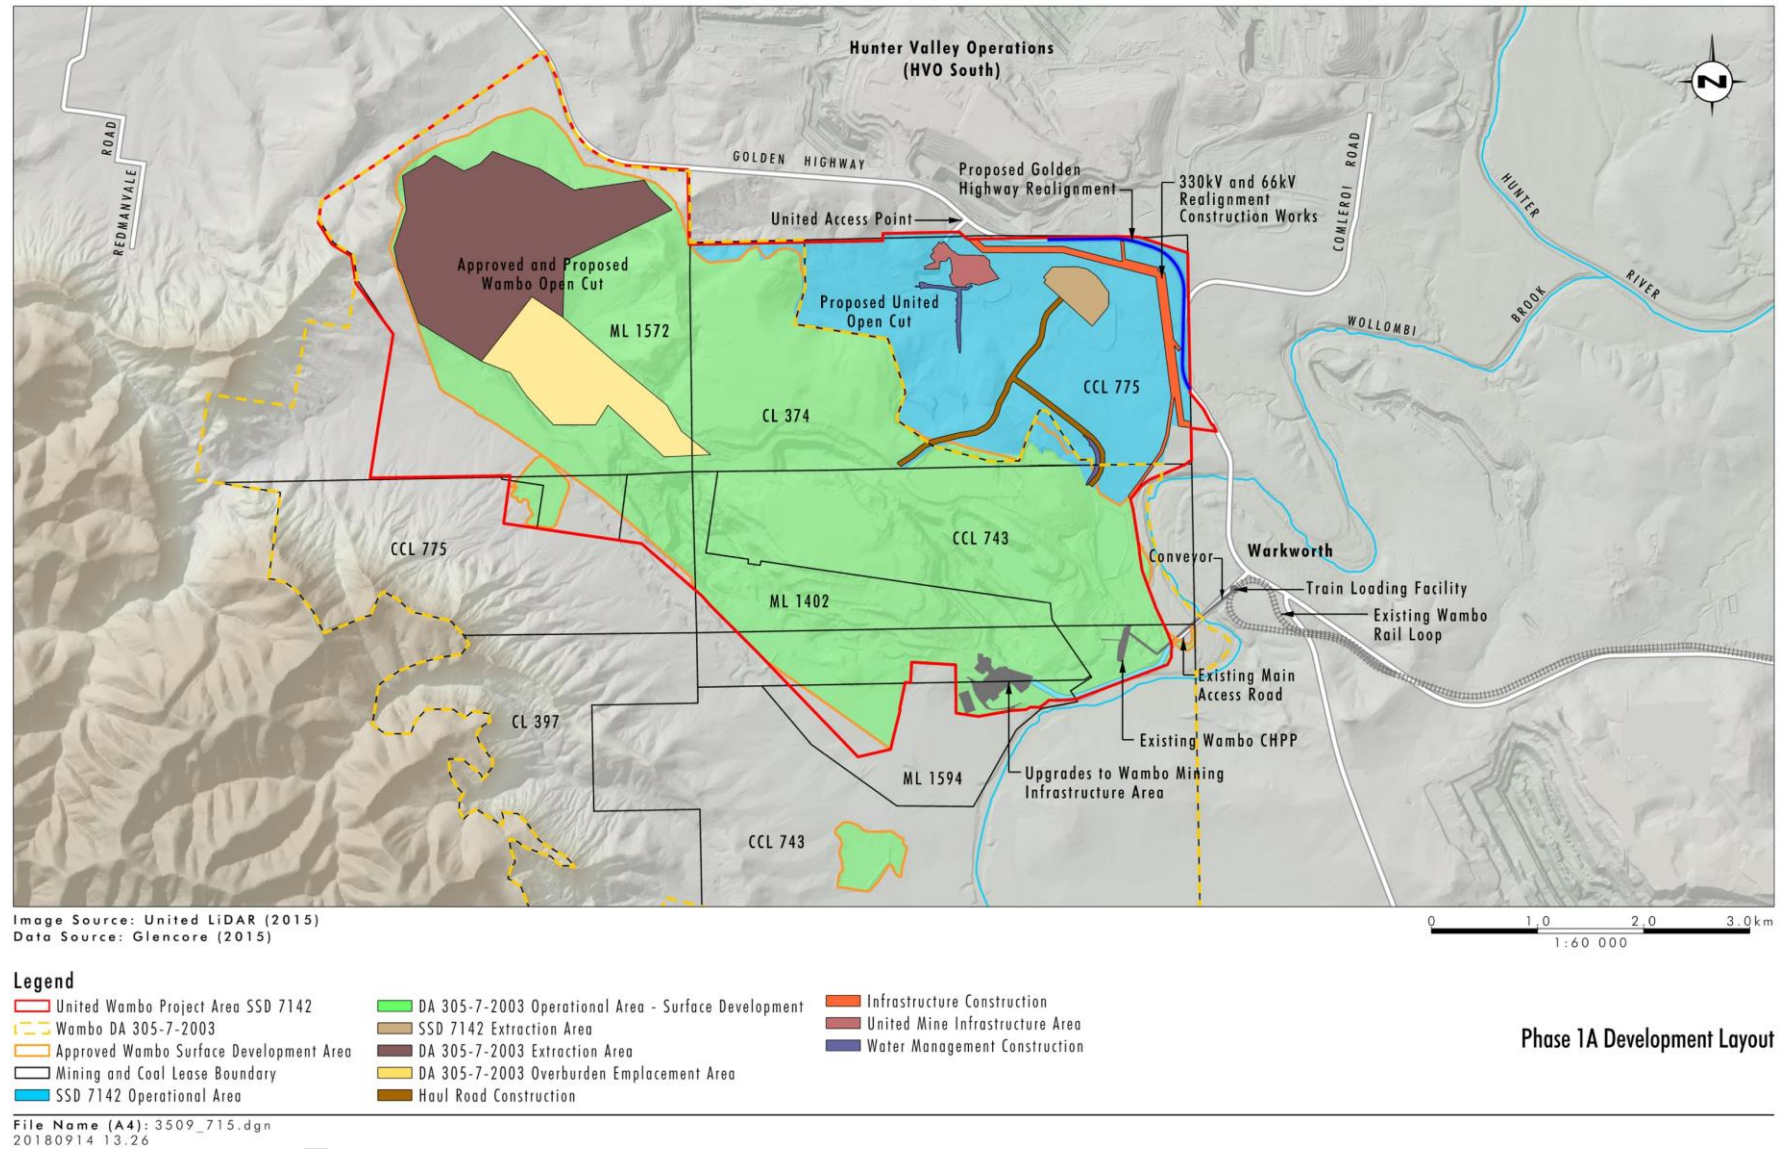 Hunter Valley Operations
(HVO South)
N
REDMANVALE ROAD
GOLDEN HIGHWAY
Proposed Golden
Highway Realignment
330kV and 66kV
Realignment
Construction Works
COMLEROI ROAD
HUNTER
RIVER
United Access Point
Approved and Proposed
Wambo Open Cut
Proposed United
Open Cut
ML 1572
WOLLOMBI
BROOK
CCL 775
CL 374
CCL 775
CCL 743
Conveyor
Warkworth
Train Loading Facility
ML 1402
Existing Wambo
Rail Loop
Existing Main
Access Road
CL 397
Existing Wambo CHPP
ML 1594
Upgrades to Wambo Mining
Infrastructure Area
CCL 743
Image Source: United LiDAR (2015)
Data Source: Glencore (2015)
0 1,0 2,0 3.0km
1:60 000
Legend
United Wambo Project Area SSD 7142
Wambo DA 305-7-2003
Approved Wambo Surface Development Area
Mining and Coal Lease Boundary
SSD 7142 Operational Area
DA 305-7-2003 Operational Area - Surface Development
SSD 7142 Extraction Area
DA 305-7-2003 Extraction Area
DA 305-7-2003 Overburden Emplacement Area
Haul Road Construction
Infrastructure Construction
United Mine Infrastructure Area
Water Management Construction
Phase 1A Development Layout
File Name (A4): 3509_715.dgn
20180914 13.26